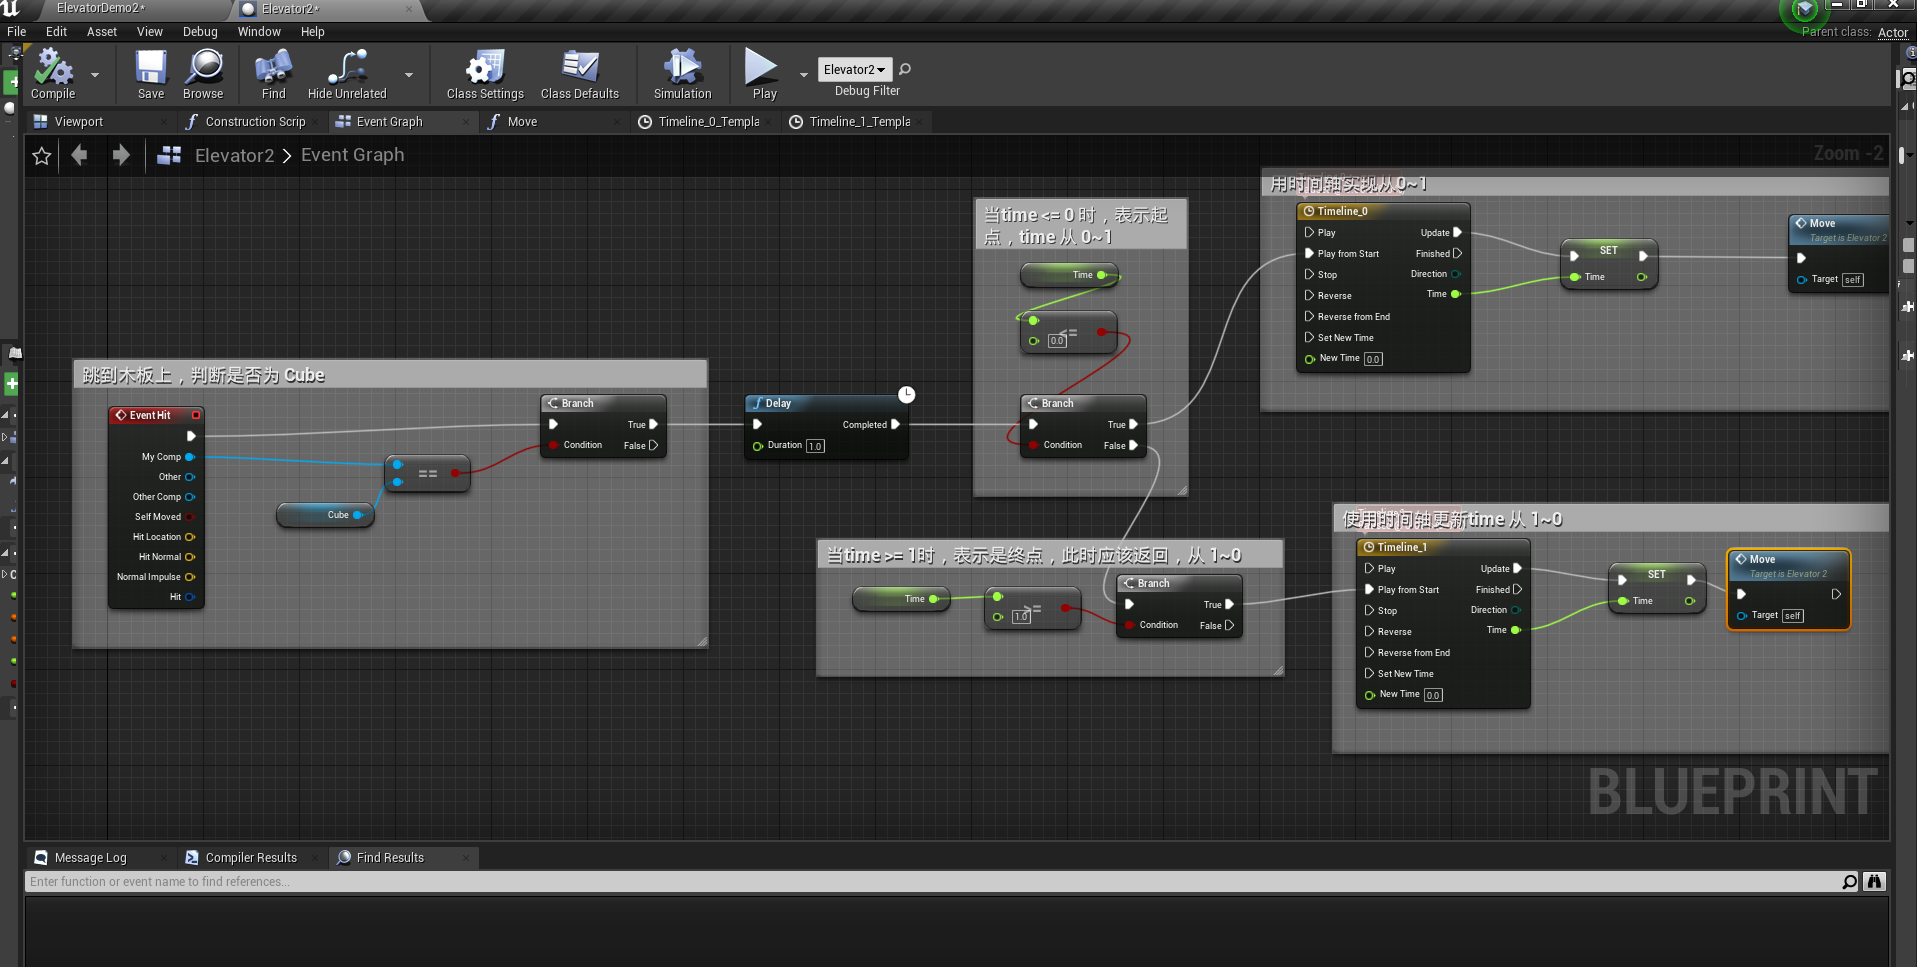 ElevatorDemo2*
Elevator2*
File Edit Asset View Debug Window Help
Parent class: Actor
Compile Save Browse Find Hide Unrelated Class Settings Class Defaults Simulation Play
Elevator2
Debug Filter
Viewport Construction Scrip Event Graph Move Timeline_0_Templa Timeline_1_Templa
Elevator2 > Event Graph
Zoom -2
跳到木板上，判断是否为 Cube
Event Hit
My Comp
Other
Other Comp
Self Moved
Hit Location
Hit Normal
Normal Impulse
Hit
Cube
==
Branch
True
Condition
False
Delay
Completed
Duration 1.0
当time <= 0 时，表示起
点，time 从 0~1
Time
<=
0.0
Branch
True
Condition
False
当time >= 1时，表示是终点，此时应该返回，从 1~0
Time
>=
1.0
Branch
True
Condition
False
用时间轴实现从0~1
Timeline_0
Play Update
Play from Start Finished
Stop Direction
Reverse Time
Reverse from End
Set New Time
New Time 0.0
SET
Time
Move
Target is Elevator 2
Target self
使用时间轴更新time 从 1~0
Timeline_1
Play Update
Play from Start Finished
Stop Direction
Reverse Time
Reverse from End
Set New Time
New Time 0.0
SET
Time
Move
Target is Elevator 2
Target self
BLUEPRINT
Message Log Compiler Results Find Results
Enter function or event name to find references...